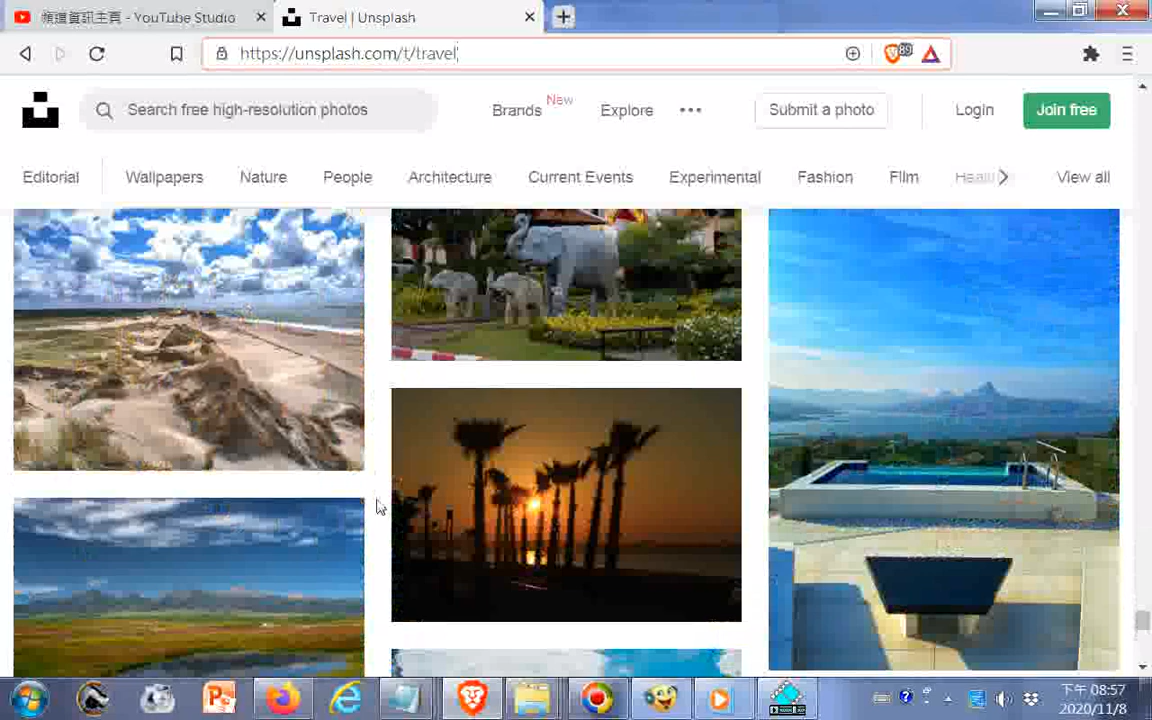 頻道資訊主頁 - YouTube Studio
Travel | Unsplash
https://unsplash.com/t/travel
89
Search free high-resolution photos
Brands
New
Explore
Submit a photo
Login
Join free
Editorial
Wallpapers
Nature
People
Architecture
Current Events
Experimental
Fashion
Film
View all
下午 08:57
2020/11/8